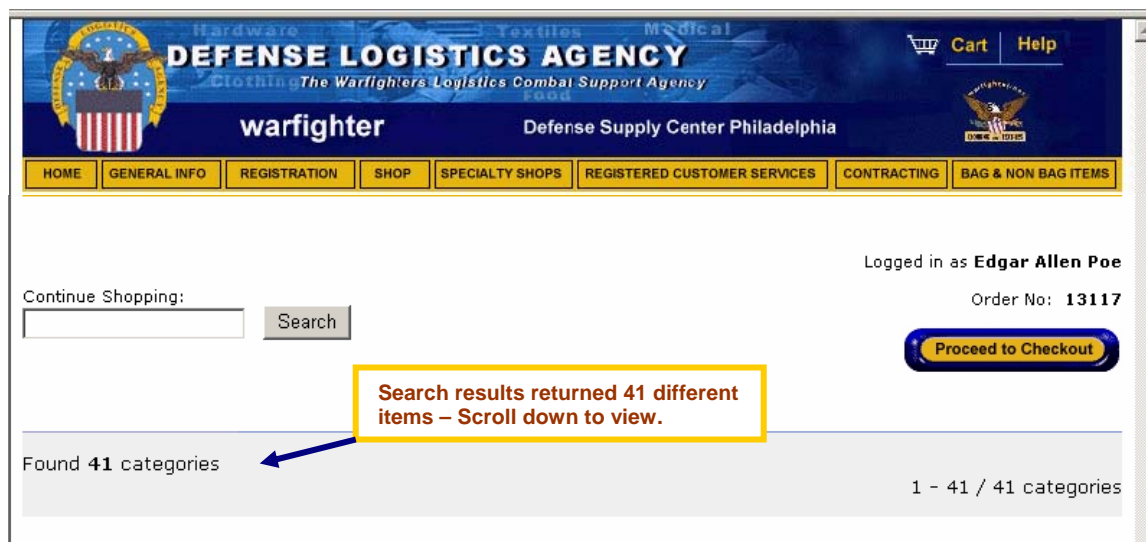 Hardware Textiles Medical
DEFENSE LOGISTICS AGENCY
Clothing The Warfighters Logistics Combat Support Agency
Food
Cart Help
warfighter Defense Supply Center Philadelphia
HOME GENERAL INFO REGISTRATION SHOP SPECIALTY SHOPS REGISTERED CUSTOMER SERVICES CONTRACTING BAG & NON BAG ITEMS
Logged in as Edgar Allen Poe
Continue Shopping:
Order No: 13117
Search
Proceed to Checkout
Search results returned 41 different
items – Scroll down to view.
Found 41 categories
1 - 41 / 41 categories